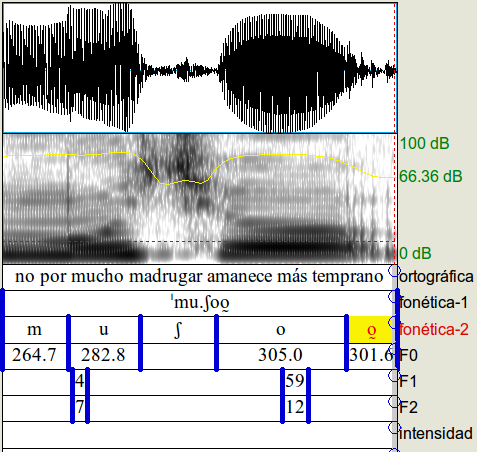 100 dB
66.36 dB
0 dB
no por mucho madrugar amanece más temprano ortográfica
ˈmu.ʃoo̰ fonética-1
m u ʃ o o̰ fonética-2
264.7 282.8 305.0 301.6 F0
4 59 F1
7 12 F2
intensidad